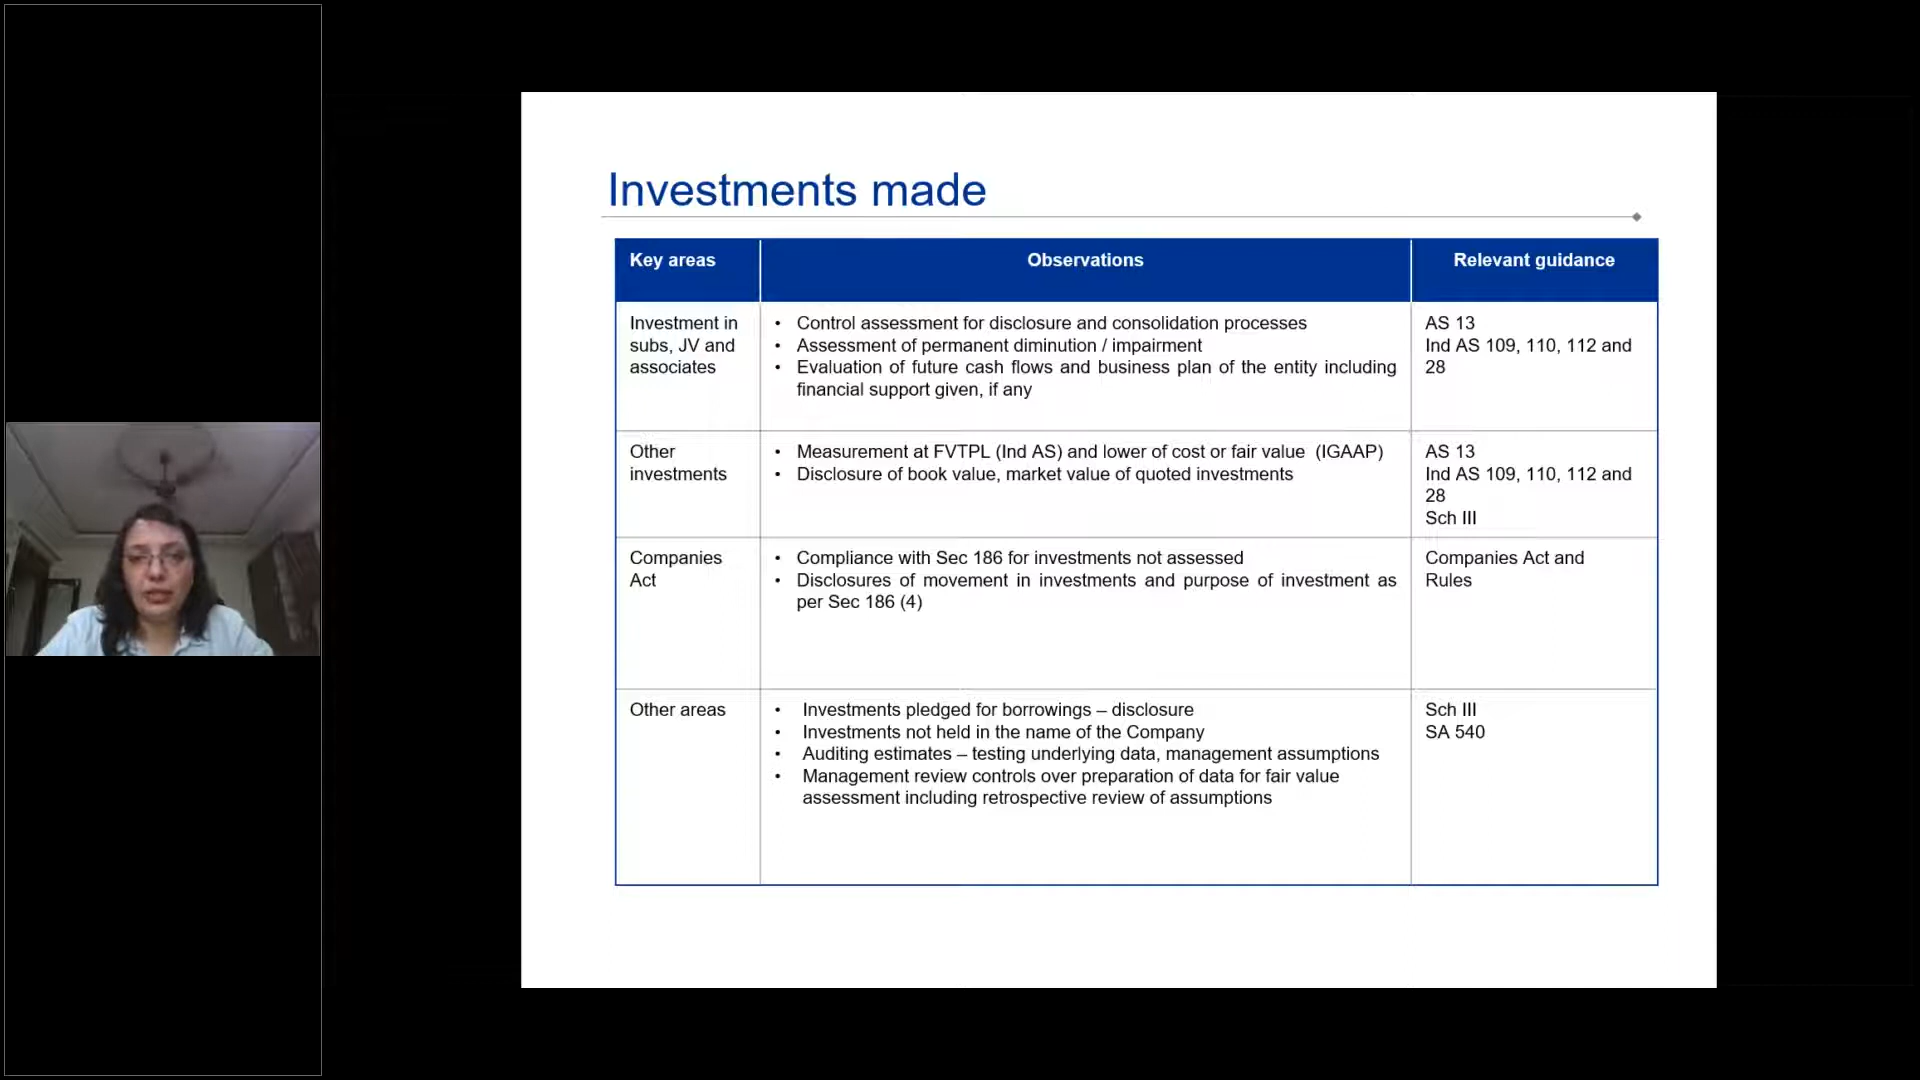 Investments made
Key areas
Observations
Relevant guidance
Investment in
subs, JV and
associates
• Control assessment for disclosure and consolidation processes
• Assessment of permanent diminution / impairment
• Evaluation of future cash flows and business plan of the entity including
financial support given, if any
AS 13
Ind AS 109, 110, 112 and
28
Other
investments
• Measurement at FVTPL (Ind AS) and lower of cost or fair value (IGAAP)
• Disclosure of book value, market value of quoted investments
AS 13
Ind AS 109, 110, 112 and
28
Sch III
Companies
Act
• Compliance with Sec 186 for investments not assessed
• Disclosures of movement in investments and purpose of investment as
per Sec 186 (4)
Companies Act and
Rules
Other areas
• Investments pledged for borrowings – disclosure
• Investments not held in the name of the Company
• Auditing estimates – testing underlying data, management assumptions
• Management review controls over preparation of data for fair value
assessment including retrospective review of assumptions
Sch III
SA 540